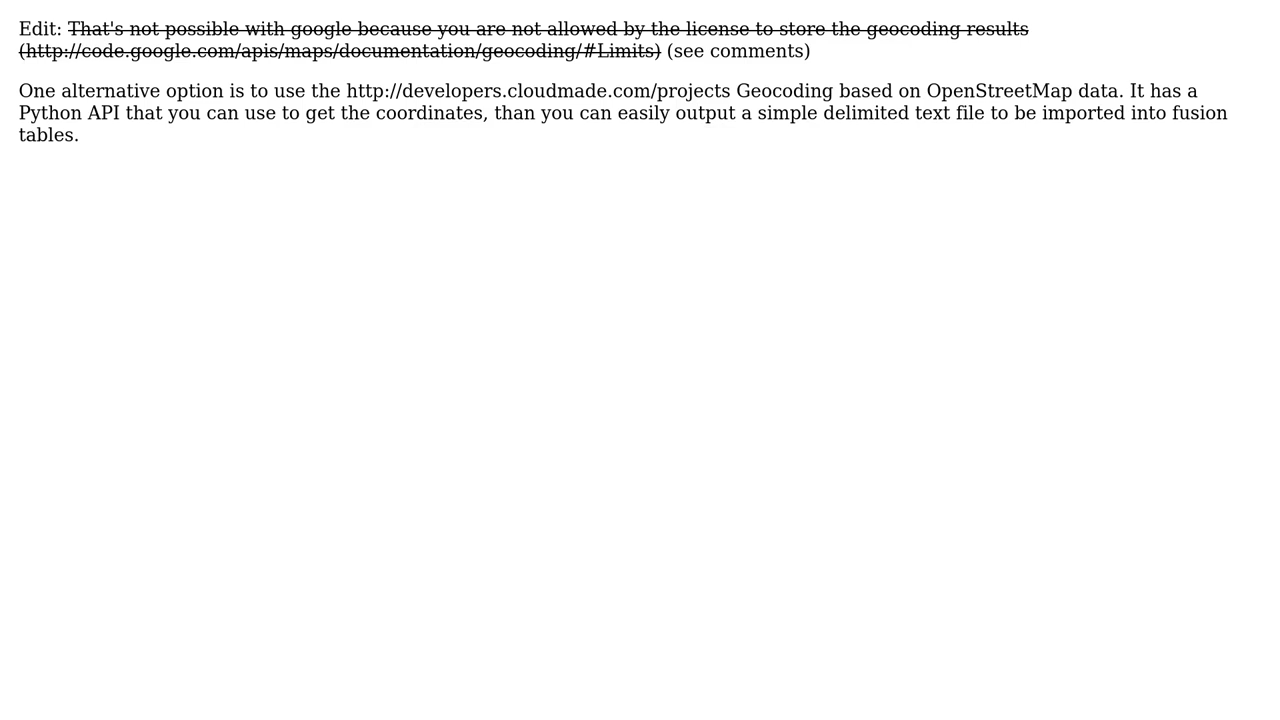 Edit: That's not possible with google because you are not allowed by the license to store the geocoding results
(http://code.google.com/apis/maps/documentation/geocoding/#Limits) (see comments)
One alternative option is to use the http://developers.cloudmade.com/projects Geocoding based on OpenStreetMap data. It has a
Python API that you can use to get the coordinates, than you can easily output a simple delimited text file to be imported into fusion
tables.